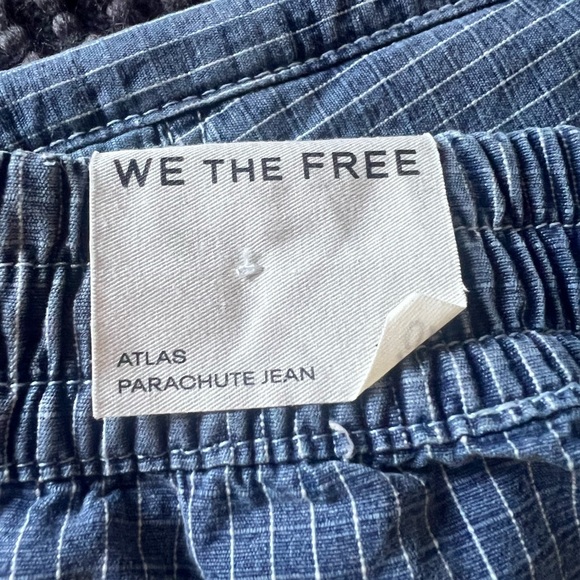 WE THE FREE
ATLAS
PARACHUTE JEAN